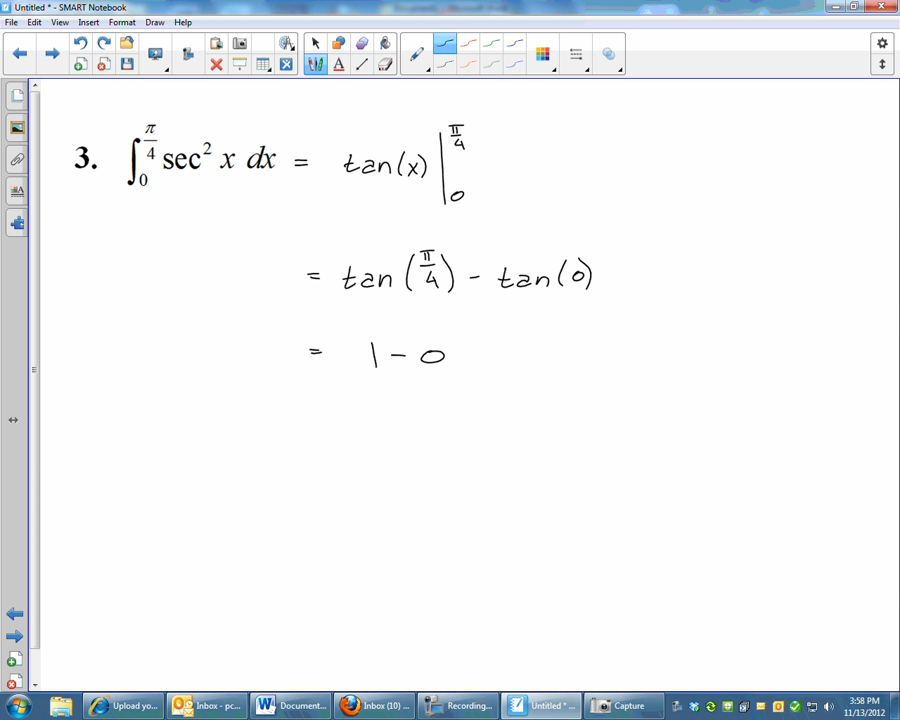 Untitled * - SMART Notebook
File Edit View Insert Format Draw Help
3. ∫₀^(π/4) sec² x dx = tan(x) |₀^(π/4)
= tan(π/4) - tan(0)
= 1 - 0
Upload yo... Inbox - pc... Document... Inbox (10) ... Recording... Untitled * ... Capture
3:58 PM
11/13/2012